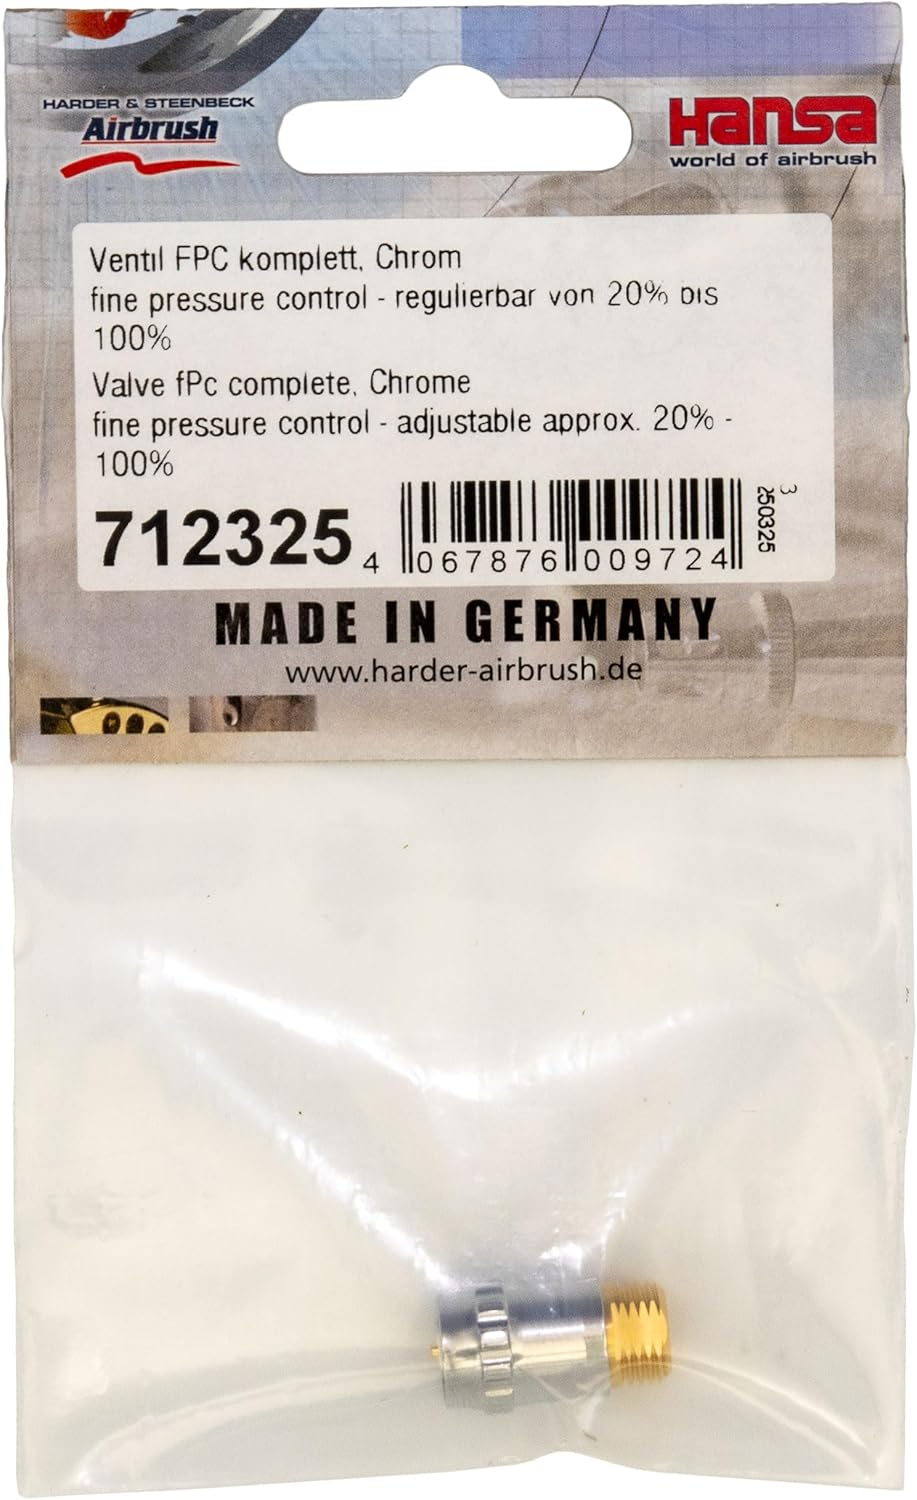 HARDER & STEENBECK
Airbrush
Hansa
world of airbrush
Ventil FPC komplett, Chrom
fine pressure control - regulierbar von 20% bis
100%
Valve fPc complete, Chrome
fine pressure control - adjustable approx. 20% -
100%
712325
4 067876 009724
3
250325
MADE IN GERMANY
www.harder-airbrush.de